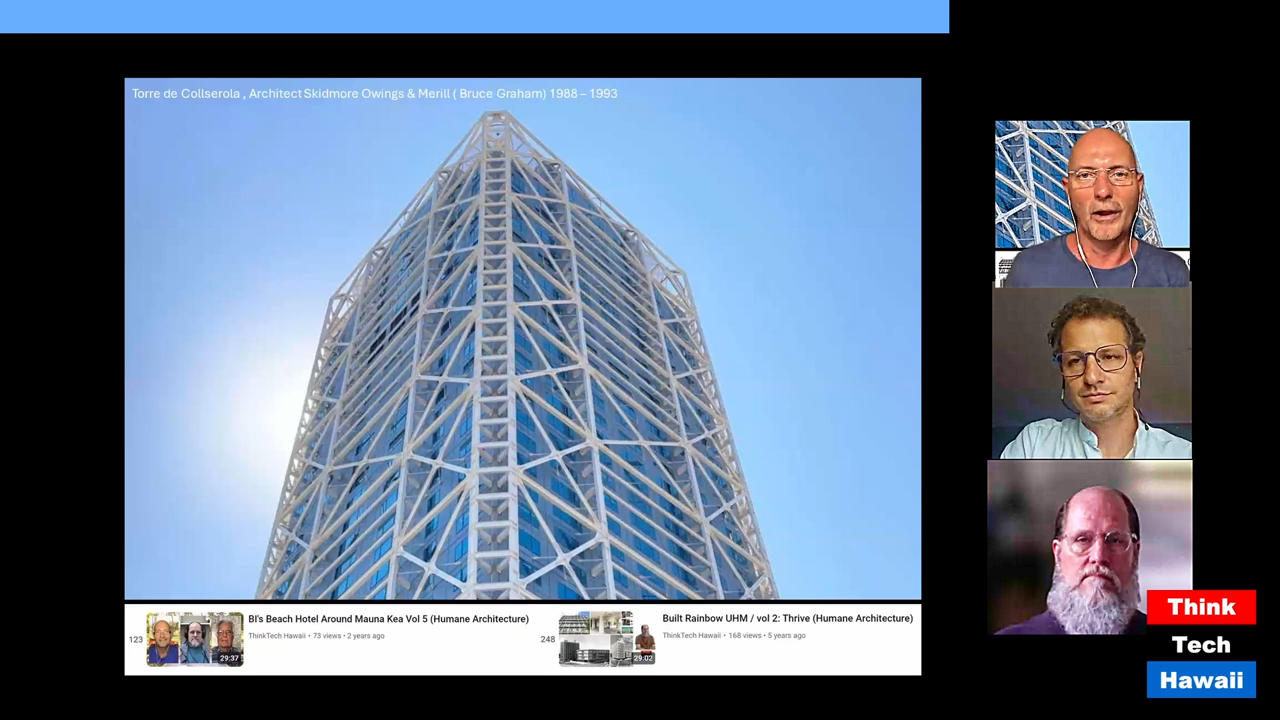 Torre de Collserola , Architect Skidmore Owings & Merill ( Bruce Graham) 1988 – 1993
123
29:37
BI's Beach Hotel Around Mauna Kea Vol 5 (Humane Architecture)
ThinkTech Hawaii • 73 views • 2 years ago
248
29:02
Built Rainbow UHM / vol 2: Thrive (Humane Architecture)
ThinkTech Hawaii • 168 views • 5 years ago
Think
Tech
Hawaii